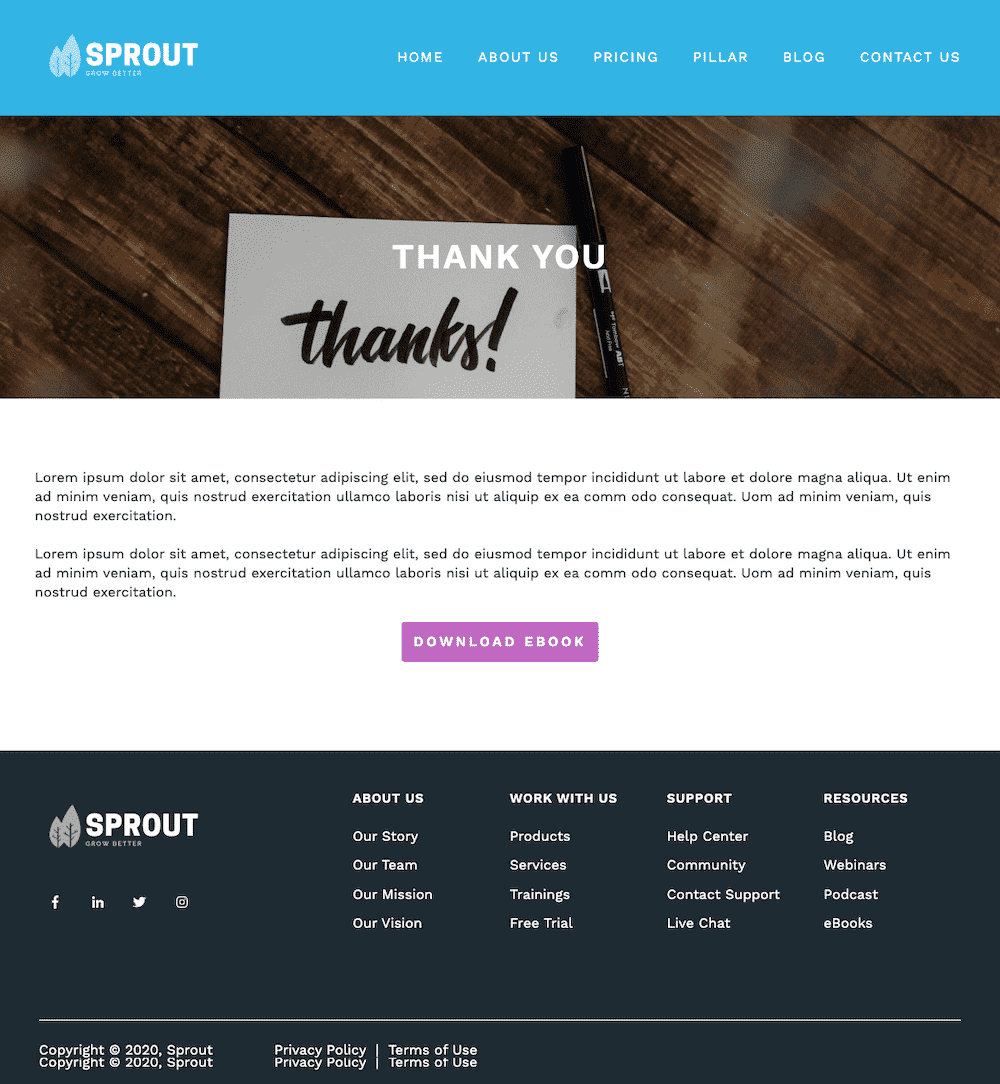 SPROUT
GROW BETTER
HOME ABOUT US PRICING PILLAR BLOG CONTACT US
THANK YOU
thanks!
Tombow ABT
Lorem ipsum dolor sit amet, consectetur adipiscing elit, sed do eiusmod tempor incididunt ut labore et dolore magna aliqua. Ut enim
ad minim veniam, quis nostrud exercitation ullamco laboris nisi ut aliquip ex ea comm odo consequat. Uom ad minim veniam, quis
nostrud exercitation.
Lorem ipsum dolor sit amet, consectetur adipiscing elit, sed do eiusmod tempor incididunt ut labore et dolore magna aliqua. Ut enim
ad minim veniam, quis nostrud exercitation ullamco laboris nisi ut aliquip ex ea comm odo consequat. Uom ad minim veniam, quis
nostrud exercitation.
DOWNLOAD EBOOK
SPROUT
GROW BETTER
ABOUT US WORK WITH US SUPPORT RESOURCES
Our Story Products Help Center Blog
Our Team Services Community Webinars
Our Mission Trainings Contact Support Podcast
Our Vision Free Trial Live Chat eBooks
Copyright © 2020, Sprout Privacy Policy | Terms of Use
Copyright © 2020, Sprout Privacy Policy | Terms of Use